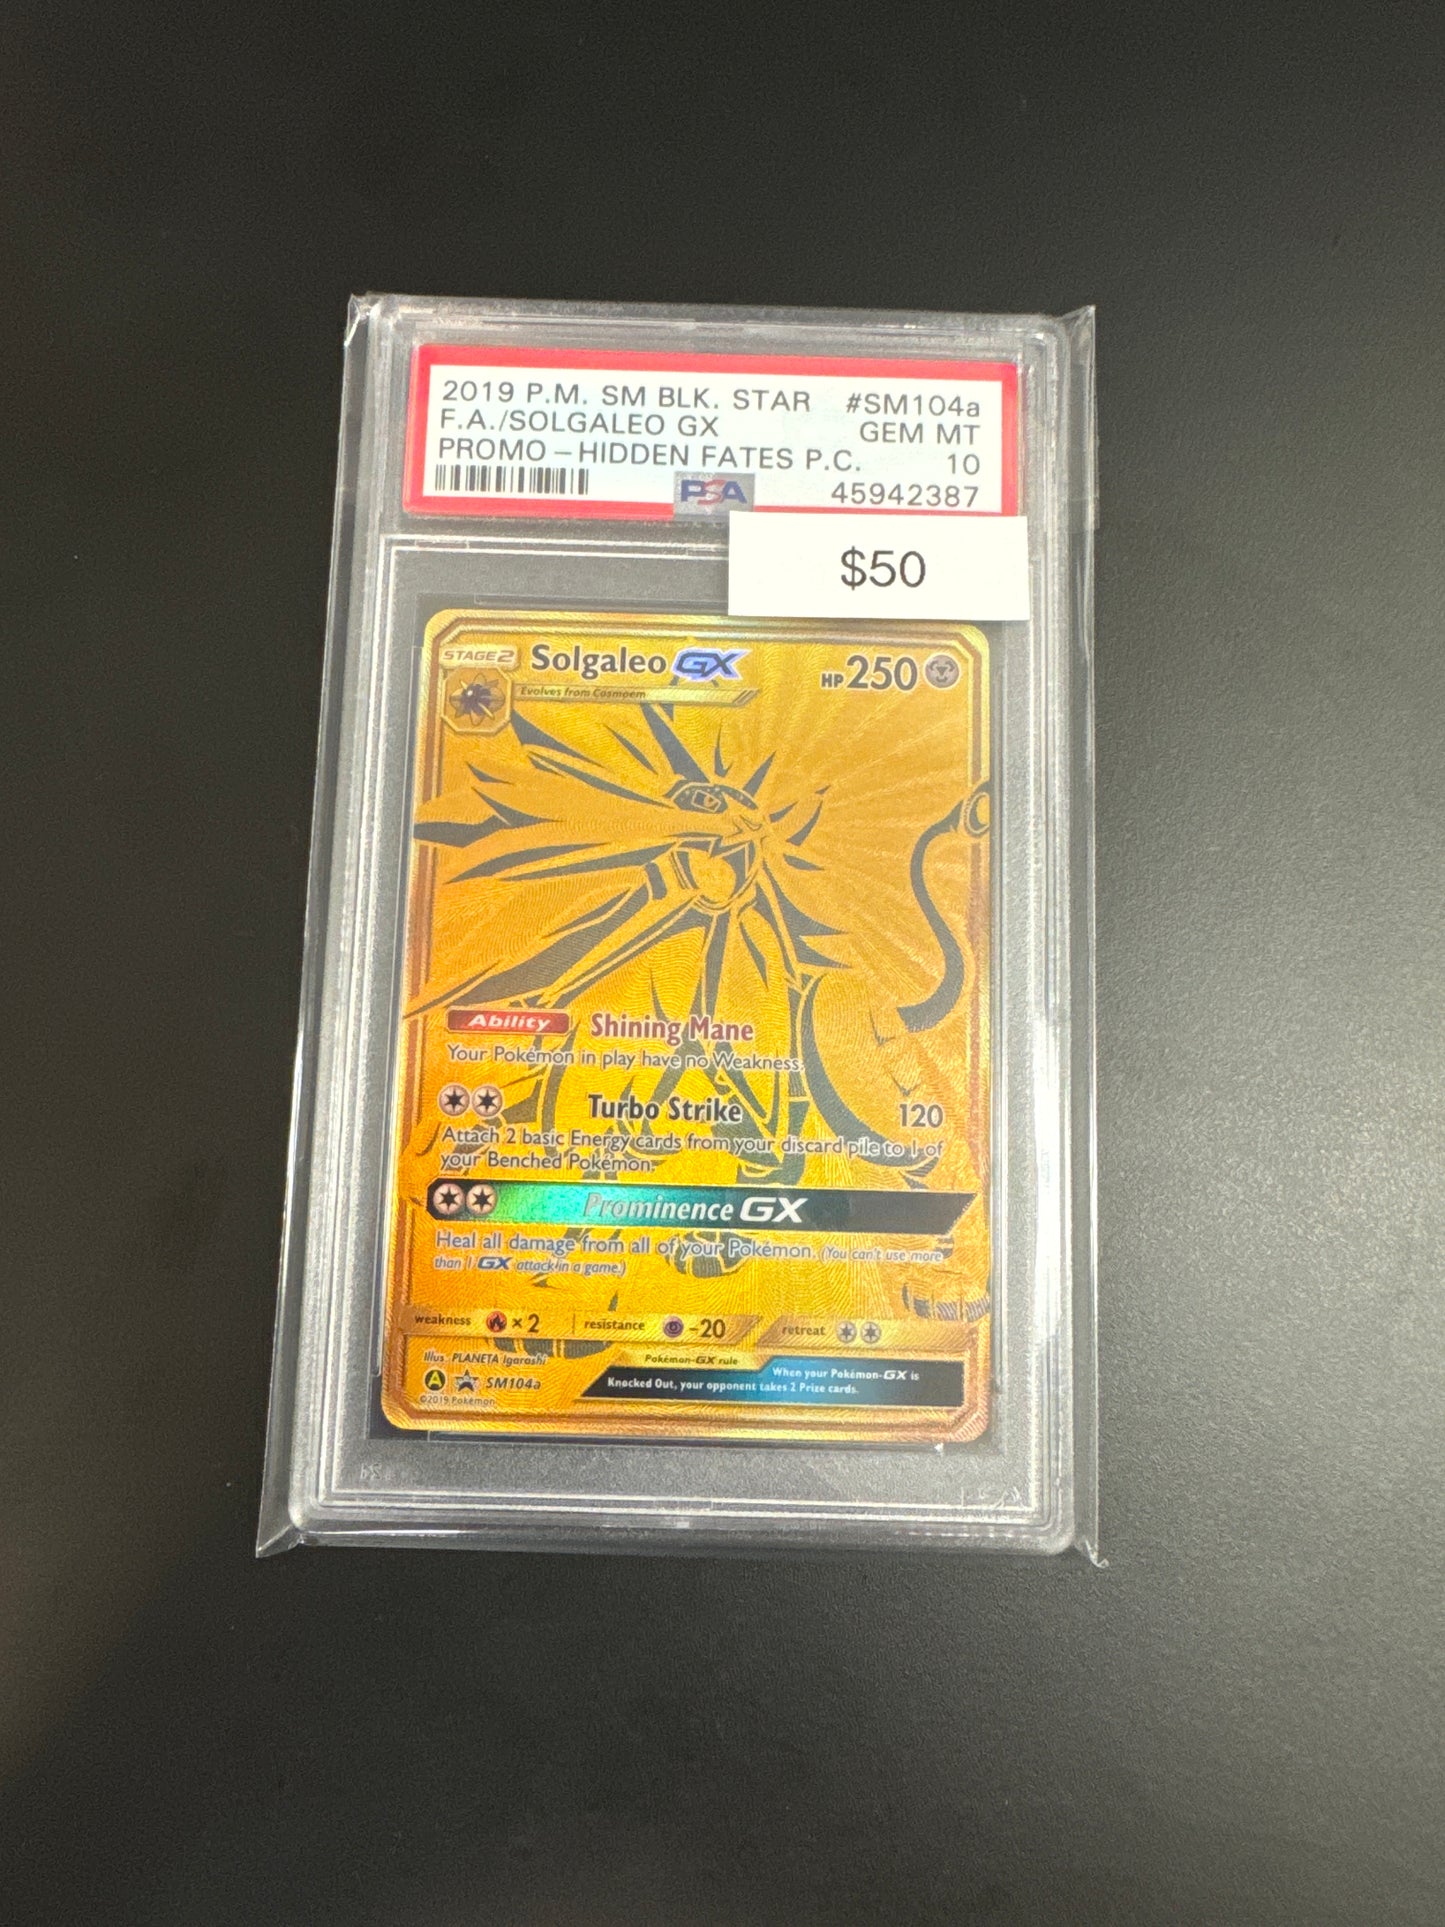 2019 P.M. SM BLK. STAR #SM104a
F.A./SOLGALEO GX GEM MT
PROMO - HIDDEN FATES P.C. 10
PSA 45942387
$50
STAGE 2 Solgaleo GX HP 250
Evolves from Cosmoem
Ability Shining Mane
Your Pokémon in play have no Weakness.
Turbo Strike 120
Attach 2 basic Energy cards from your discard pile to 1 of
your Benched Pokémon.
Prominence GX
Heal all damage from all of your Pokémon. (You can't use more
than 1 GX attack in a game.)
weakness ×2 resistance -20 retreat
Illus. PLANETA Igarashi Pokémon-GX rule When your Pokémon-GX is
A SM104a Knocked Out, your opponent takes 2 Prize cards.
©2019 Pokémon